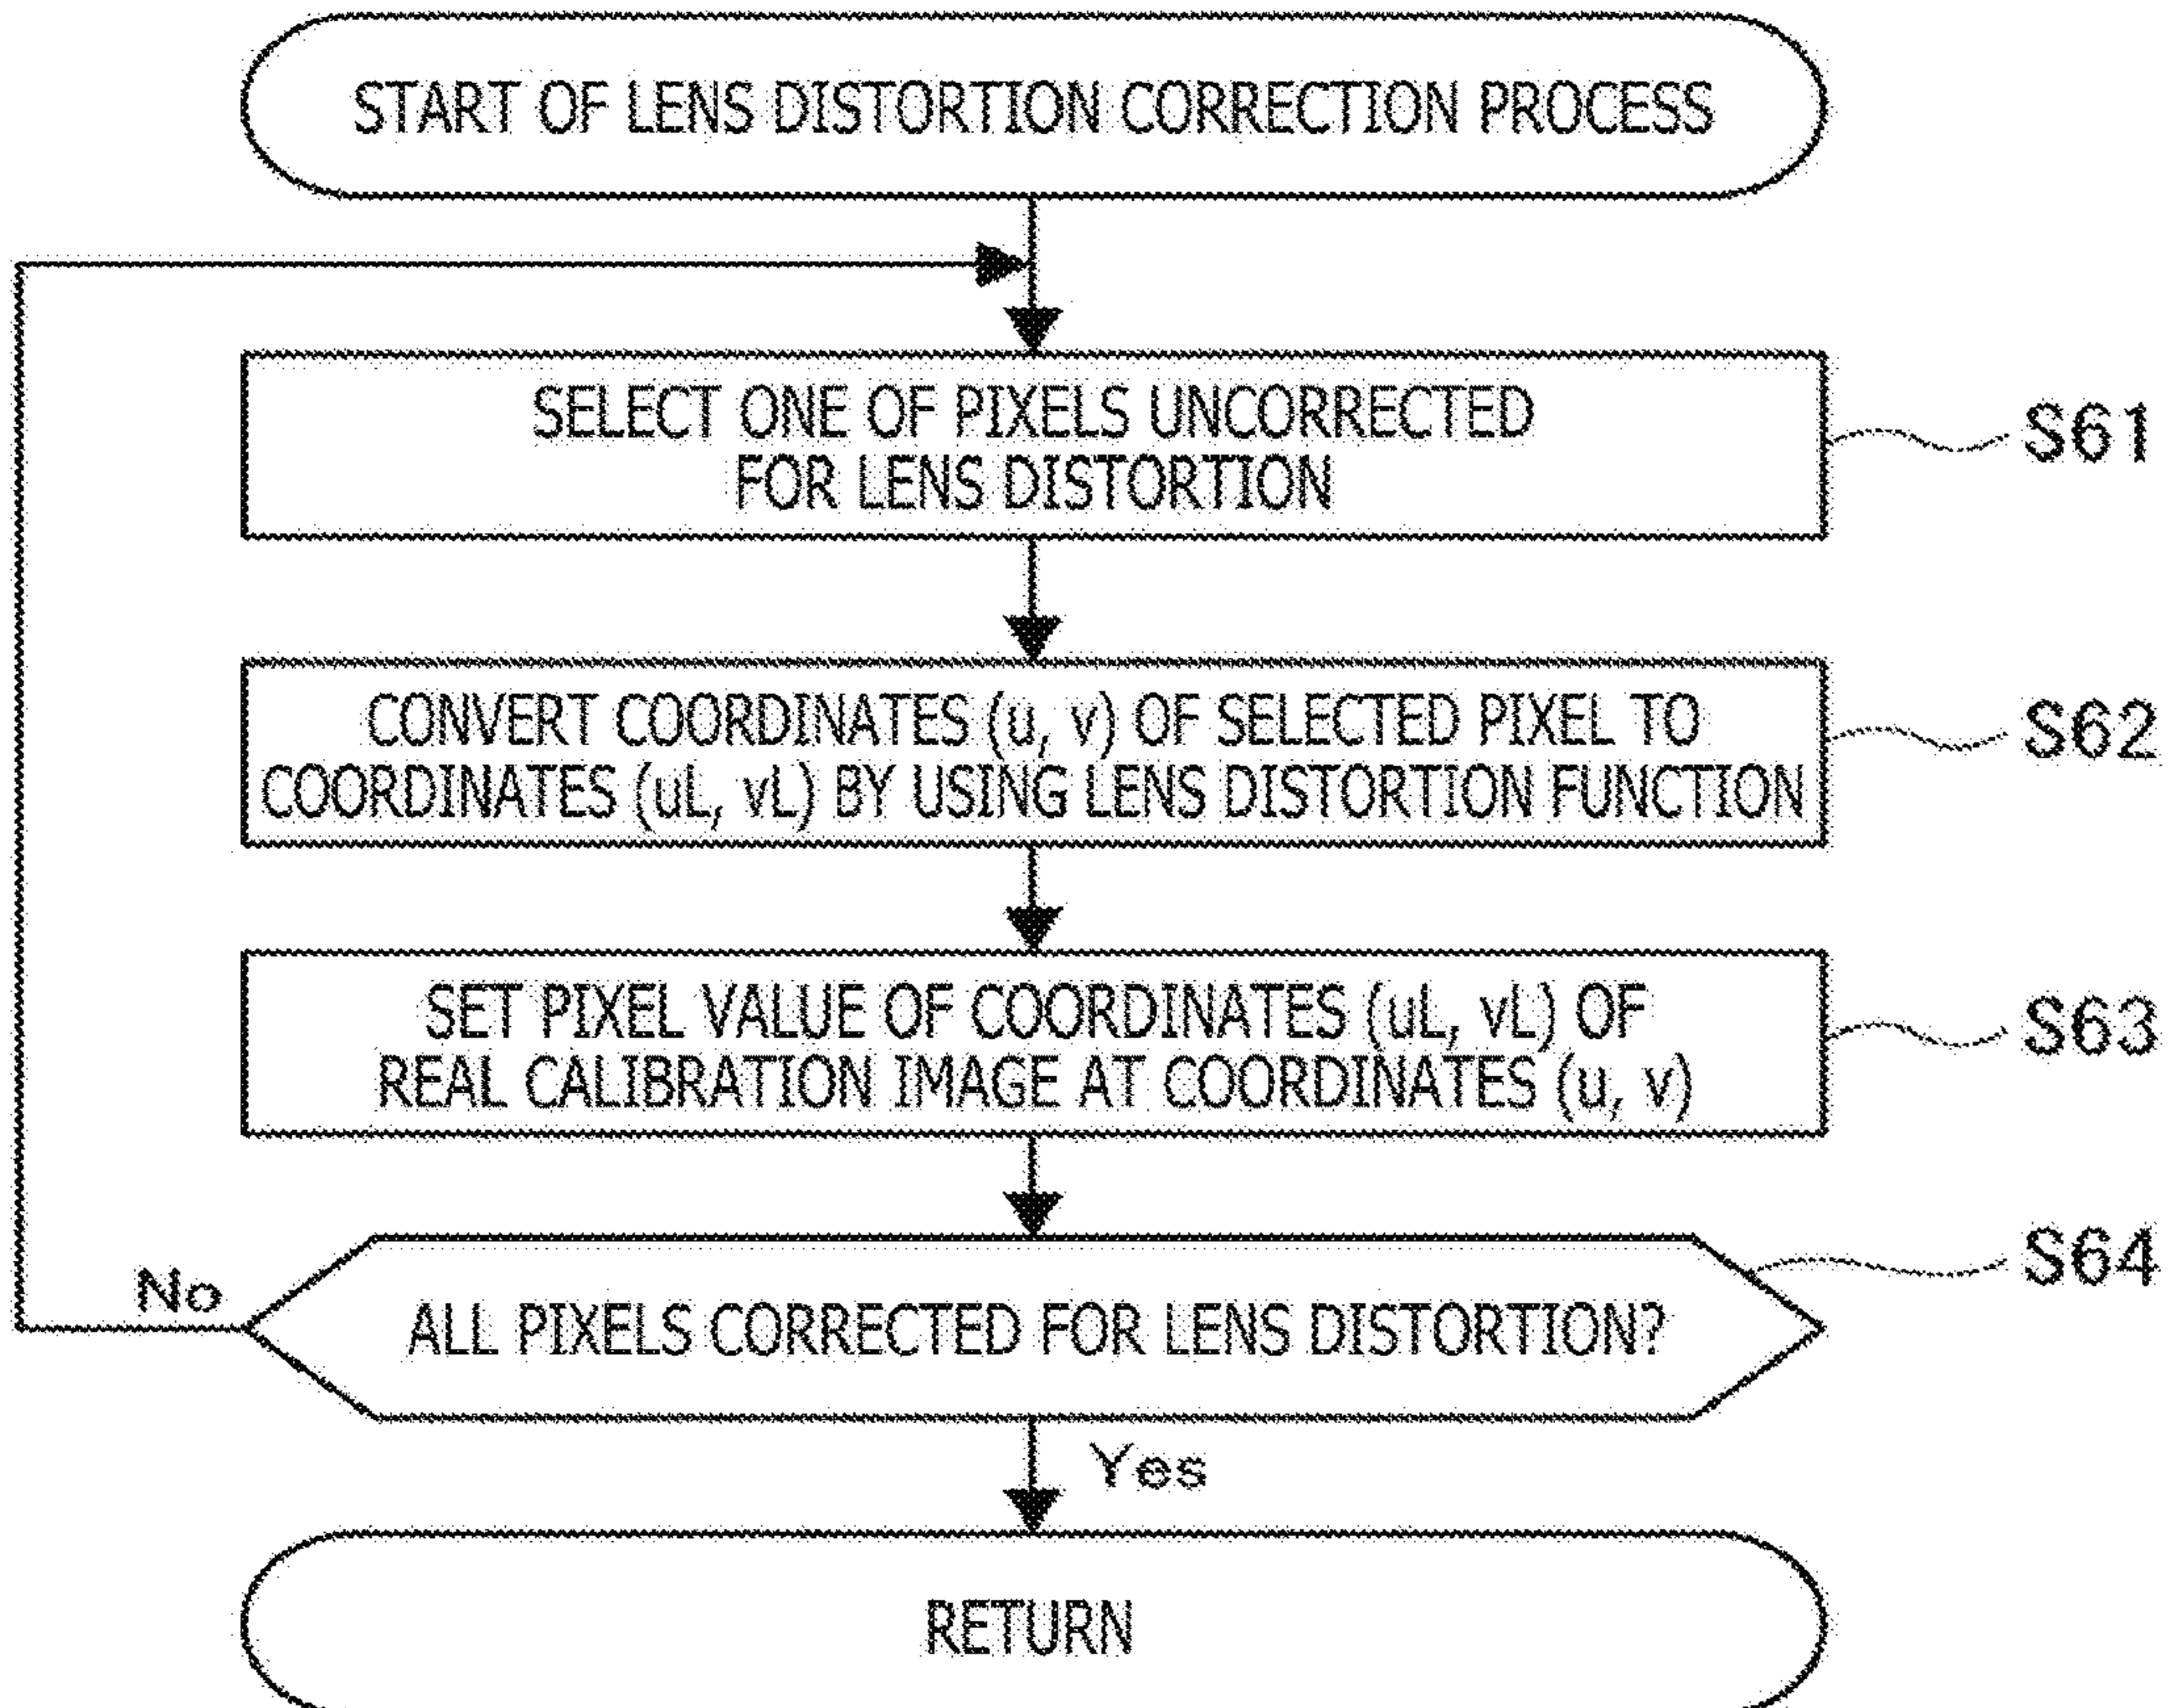 START OF LENS DISTORTION CORRECTION PROCESS
SELECT ONE OF PIXELS UNCORRECTED
FOR LENS DISTORTION
S61
CONVERT COORDINATES (u, v) OF SELECTED PIXEL TO
COORDINATES (uL, vL) BY USING LENS DISTORTION FUNCTION
S62
SET PIXEL VALUE OF COORDINATES (uL, vL) OF
REAL CALIBRATION IMAGE AT COORDINATES (u, v)
S63
S64
No
ALL PIXELS CORRECTED FOR LENS DISTORTION?
Yes
RETURN